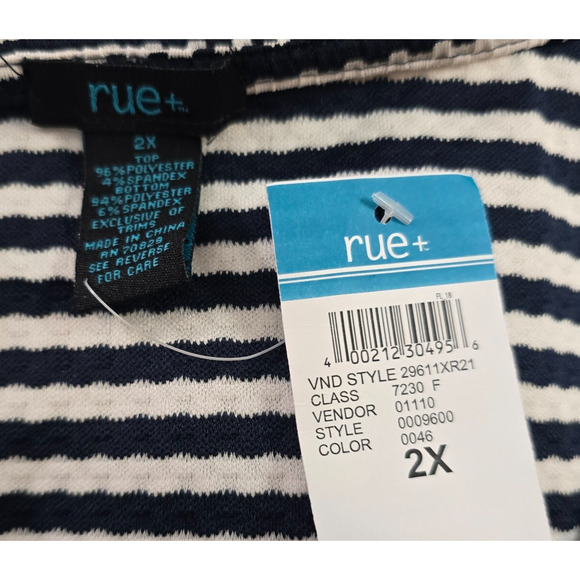 rue+
2X
TOP
96%POLYESTER
4%SPANDEX
BOTTOM
94%POLYESTER
6%SPANDEX
EXCLUSIVE OF
TRIMS
MADE IN CHINA
RN 70829
SEE REVERSE
FOR CARE
rue+
FL 18
4 00212 30495 6
VND STYLE 29611XR21
CLASS 7230 F
VENDOR 01110
STYLE 0009600
COLOR 0046
2X